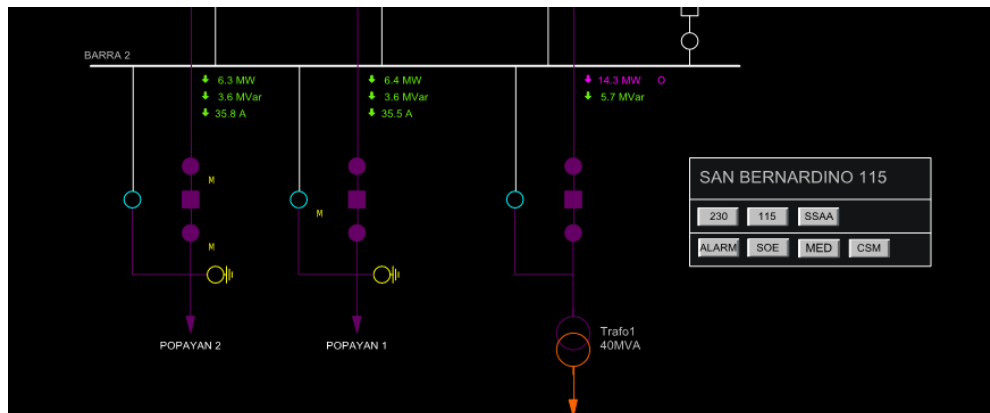 BARRA 2
6.3 MW
3.6 MVar
35.8 A
6.4 MW
3.6 MVar
35.5 A
14.3 MW O
5.7 MVar
M
M
M
SAN BERNARDINO 115
230 115 SSAA
ALARM SOE MED CSM
POPAYAN 2
POPAYAN 1
Trafo1
40MVA